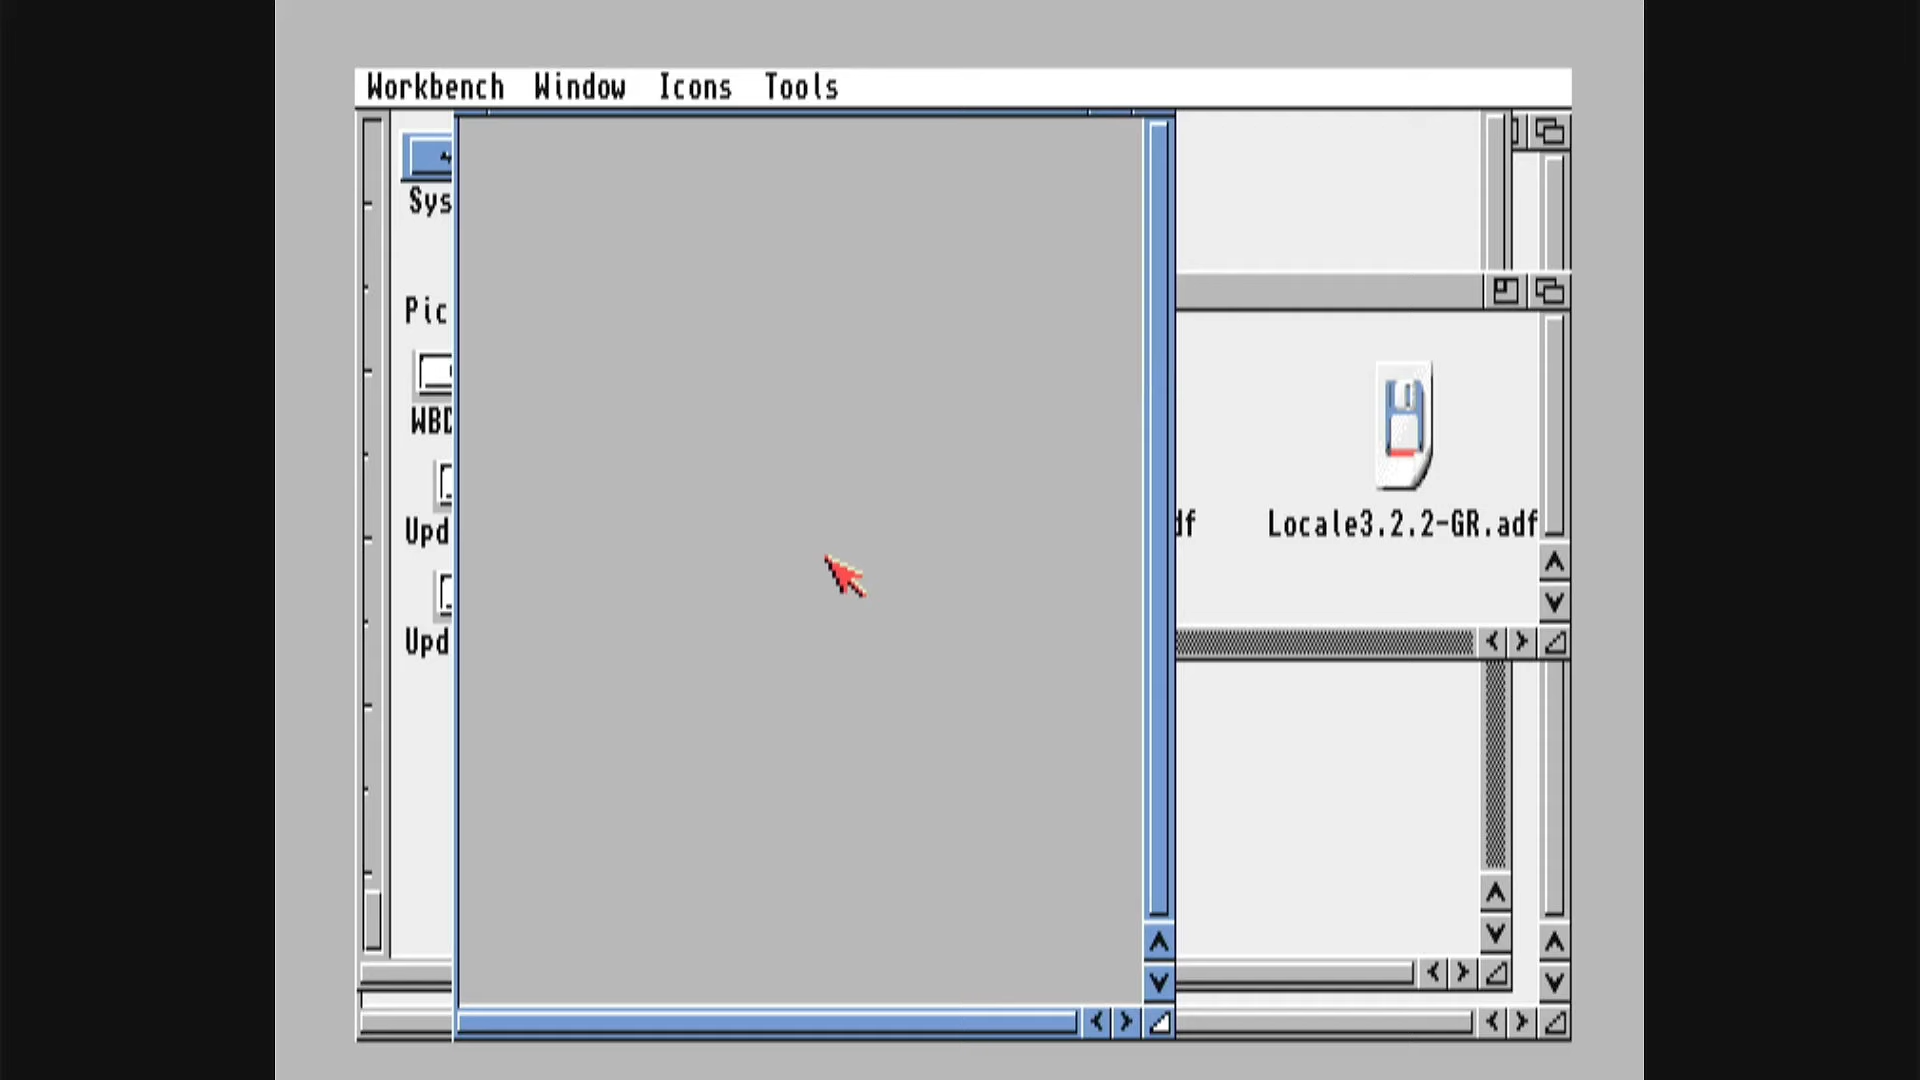 Workbench Window Icons Tools
Sys
Pic
WBD
Upd
df Locale3.2.2-GR.adf
Upd